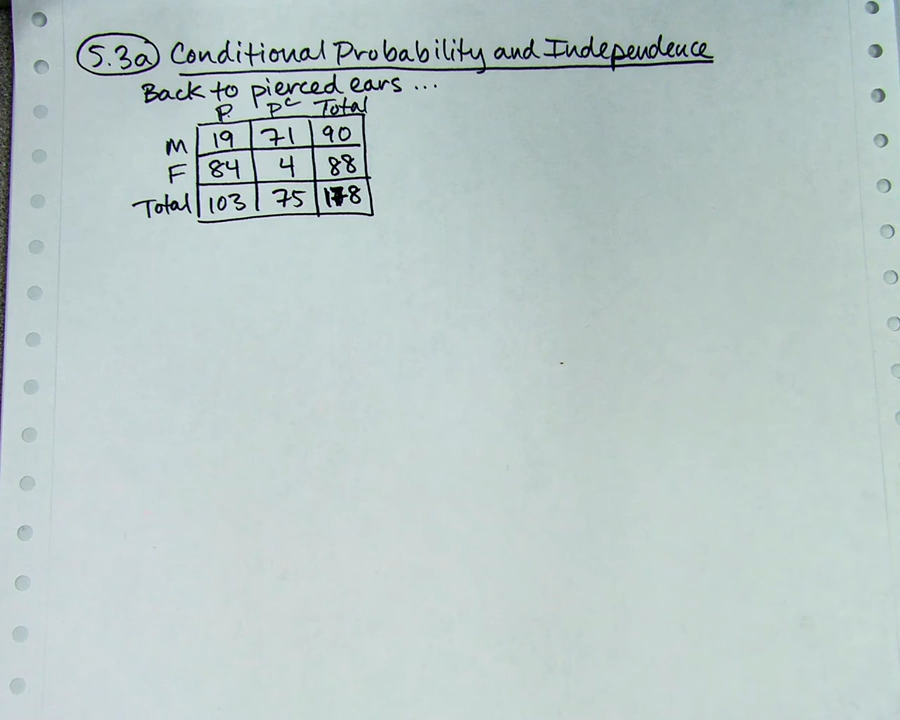 5.3a Conditional Probability and Independence
Back to pierced ears ...
P Pᶜ Total
M 19 71 90
F 84 4 88
Total 103 75 178